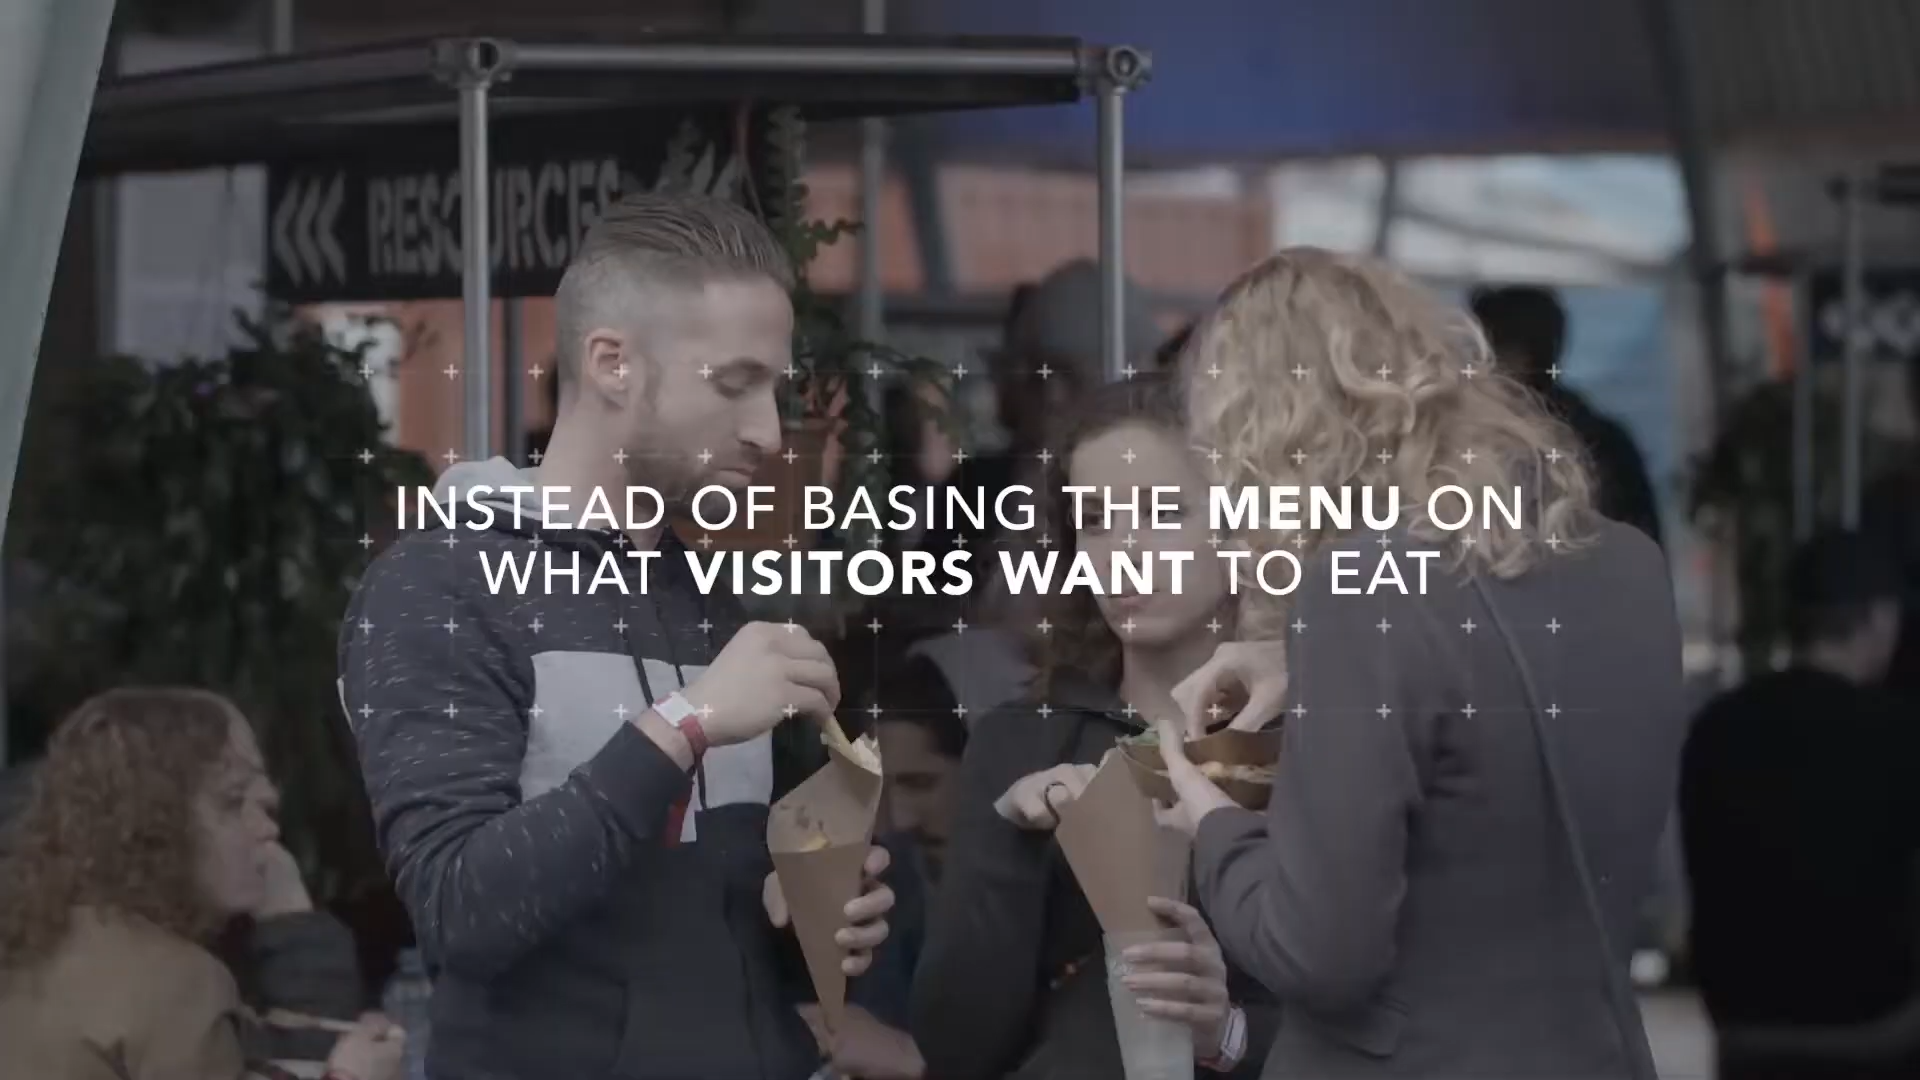 RESOURCES
INSTEAD OF BASING THE MENU ON
WHAT VISITORS WANT TO EAT